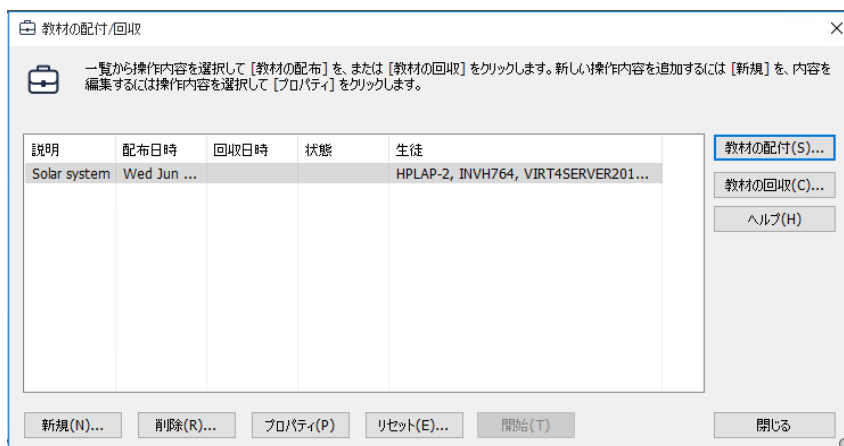 教材の配付/回収
一覧から操作内容を選択して [教材の配布] を、または [教材の回収] をクリックします。新しい操作内容を追加するには [新規] を、内容を
編集するには操作内容を選択して [プロパティ] をクリックします。
説明 配布日時 回収日時 状態 生徒
Solar system Wed Jun ... HPLAP-2, INVH764, VIRT4SERVER201...
教材の配付(S)...
教材の回収(C)...
ヘルプ(H)
新規(N)... 削除(R)... プロパティ(P) リセット(E)... 開始(T) 閉じる